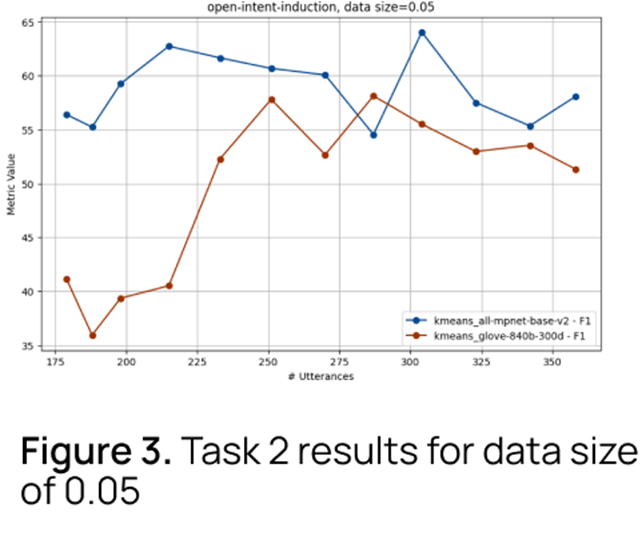 open-intent-induction, data size=0.05
65
60
55
50
45
40
35
Metric Value
175 200 225 250 275 300 325 350
# Utterances
kmeans_all-mpnet-base-v2 - F1
kmeans_glove-840b-300d - F1
Figure 3. Task 2 results for data size
of 0.05